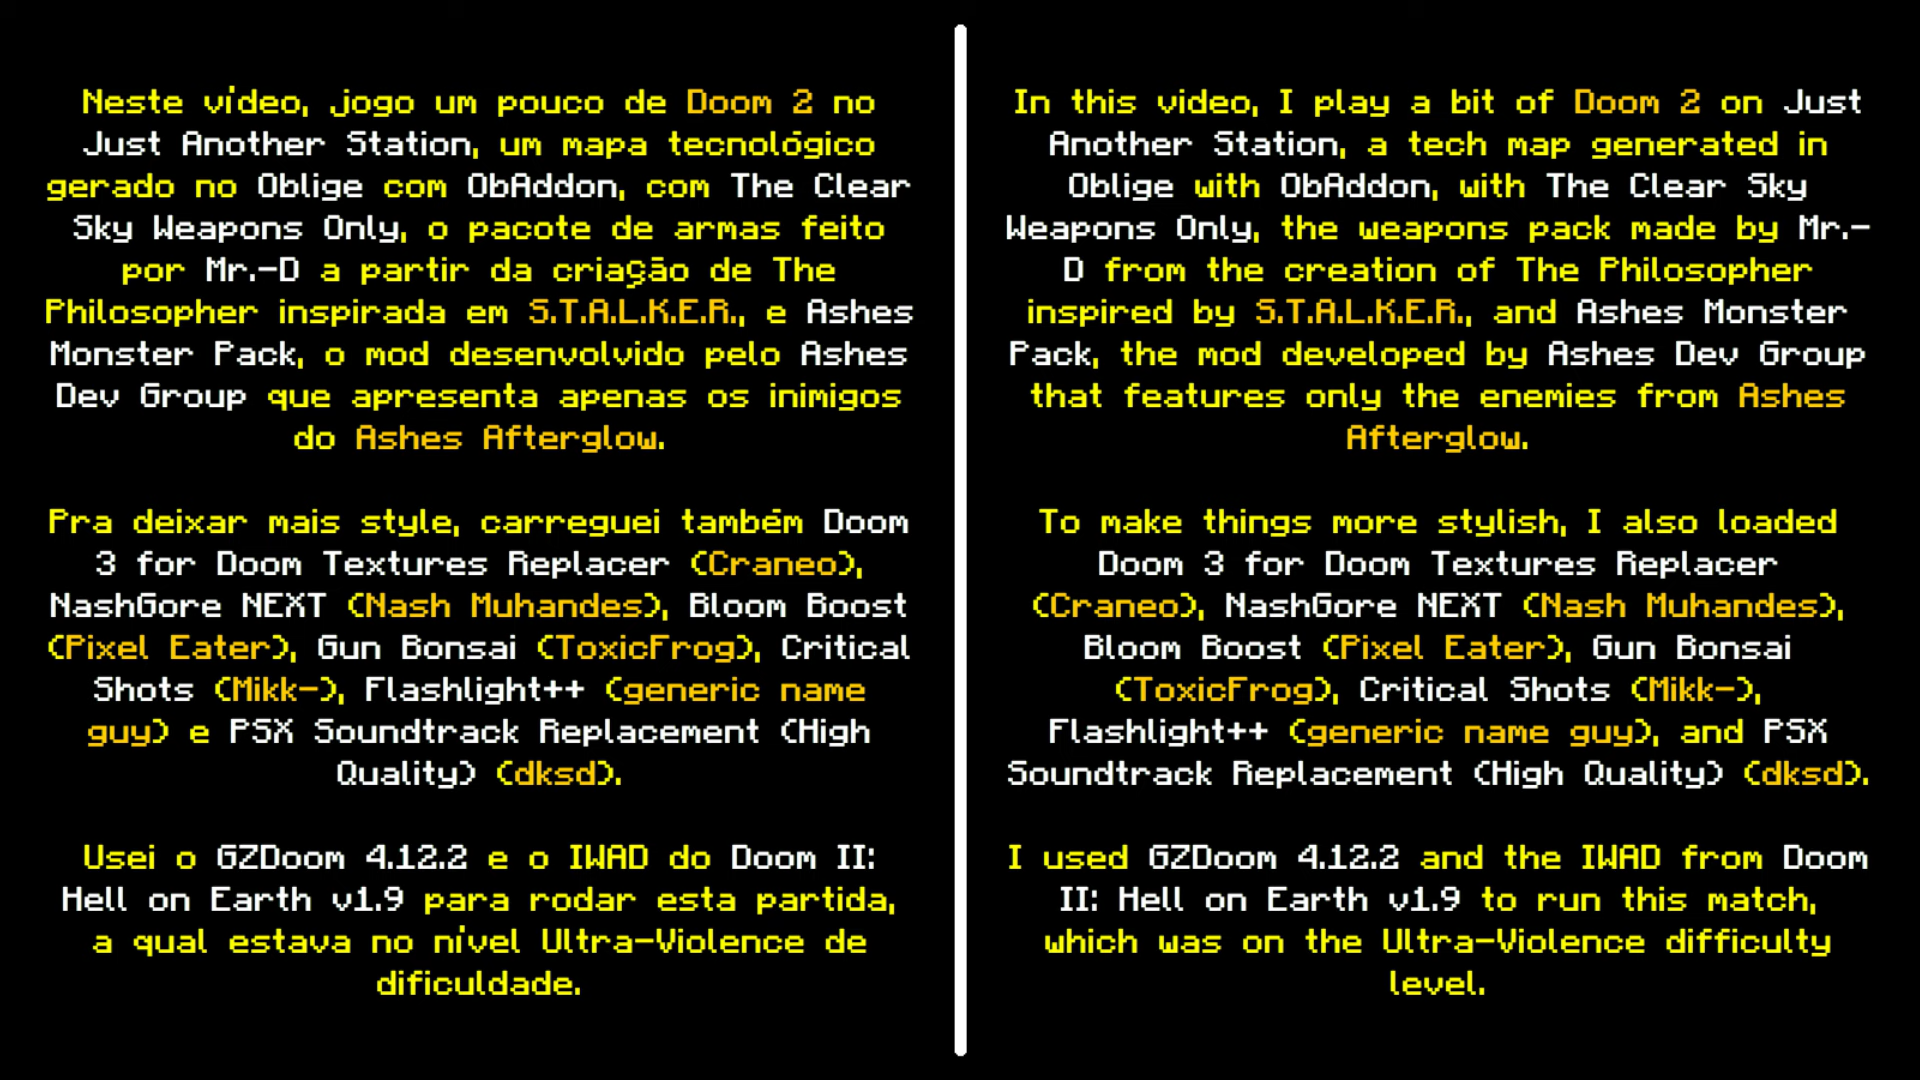 Neste vídeo, jogo um pouco de Doom 2 no
Just Another Station, um mapa tecnológico
gerado no Oblige com ObAddon, com The Clear
Sky Weapons Only, o pacote de armas feito
por Mr.-D a partir da criação de The
Philosopher inspirada em S.T.A.L.K.E.R., e Ashes
Monster Pack, o mod desenvolvido pelo Ashes
Dev Group que apresenta apenas os inimigos
do Ashes Afterglow.
Pra deixar mais style, carreguei também Doom
3 for Doom Textures Replacer (Craneo),
NashGore NEXT (Nash Muhandes), Bloom Boost
(Pixel Eater), Gun Bonsai (ToxicFrog), Critical
Shots (Mikk-), Flashlight++ (generic name
guy) e PSX Soundtrack Replacement (High
Quality) (dksd).
Usei o GZDoom 4.12.2 e o IWAD do Doom II:
Hell on Earth v1.9 para rodar esta partida,
a qual estava no nível Ultra-Violence de
dificuldade.
In this video, I play a bit of Doom 2 on Just
Another Station, a tech map generated in
Oblige with ObAddon, with The Clear Sky
Weapons Only, the weapons pack made by Mr.-
D from the creation of The Philosopher
inspired by S.T.A.L.K.E.R., and Ashes Monster
Pack, the mod developed by Ashes Dev Group
that features only the enemies from Ashes
Afterglow.
To make things more stylish, I also loaded
Doom 3 for Doom Textures Replacer
(Craneo), NashGore NEXT (Nash Muhandes),
Bloom Boost (Pixel Eater), Gun Bonsai
(ToxicFrog), Critical Shots (Mikk-),
Flashlight++ (generic name guy), and PSX
Soundtrack Replacement (High Quality) (dksd).
I used GZDoom 4.12.2 and the IWAD from Doom
II: Hell on Earth v1.9 to run this match,
which was on the Ultra-Violence difficulty
level.